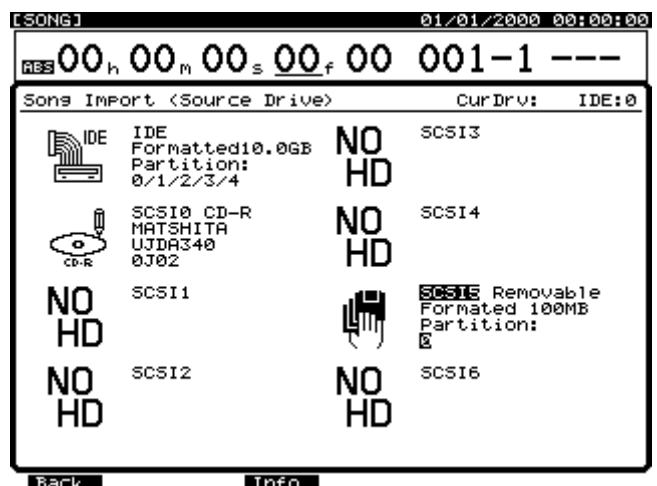 [SONG] 01/01/2000 00:00:00
ABS 00h 00m 00s 00f 00 001-1 ---
Song Import (Source Drive) CurDrv: IDE:0
IDE
IDE
Formatted10.0GB
Partition:
0/1/2/3/4
NO
HD
SCSI3
CD-R
SCSI0 CD-R
MATSHITA
UJDA340
0J02
NO
HD
SCSI4
NO
HD
SCSI1
SCSI5 Removable
Formated 100MB
Partition:
0
NO
HD
SCSI2
NO
HD
SCSI6
Back Info